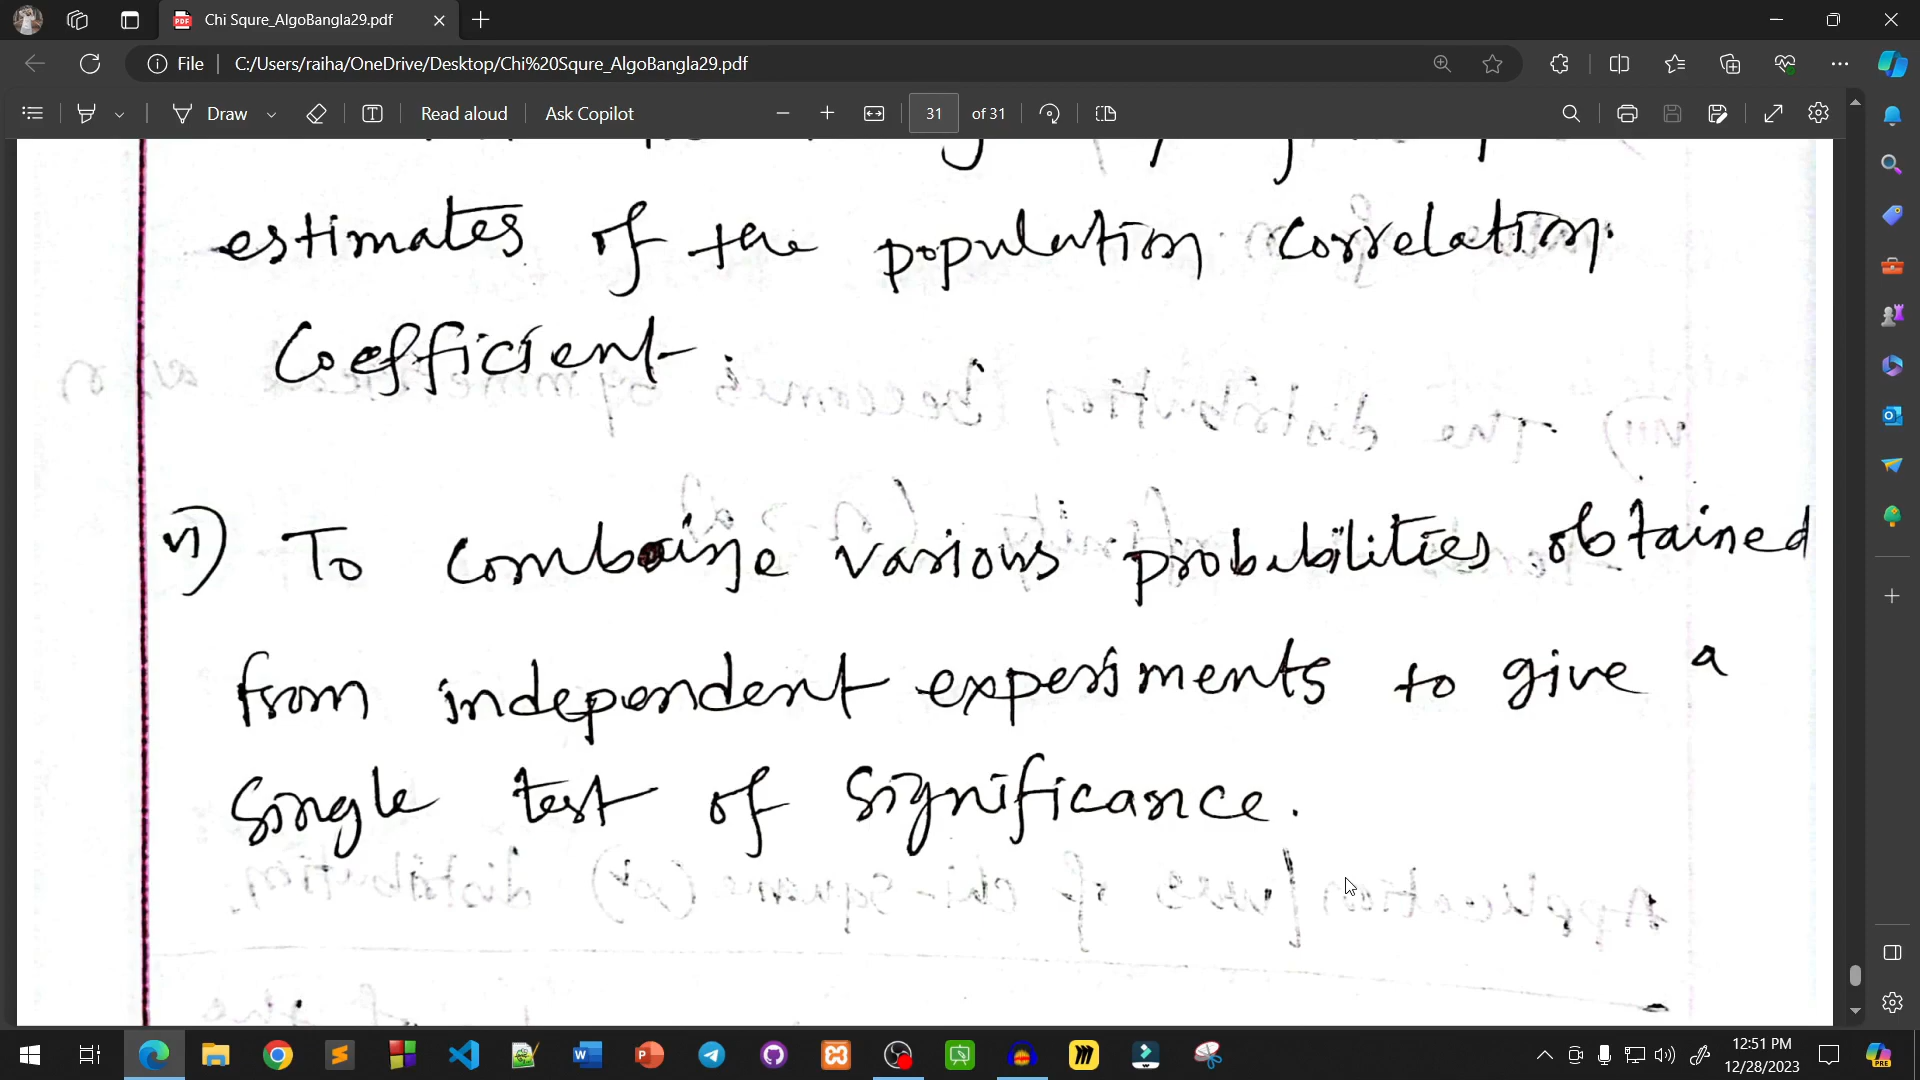 Chi Squre_AlgoBangla29.pdf
File C:/Users/raiha/OneDrive/Desktop/Chi%20Squre_AlgoBangla29.pdf
Draw Read aloud Ask Copilot 31 of 31
estimates of the population correlation
Coefficient.
vi) To combine various probabilities obtained
from independent experiments to give a
single test of significance.
12:51 PM
12/28/2023